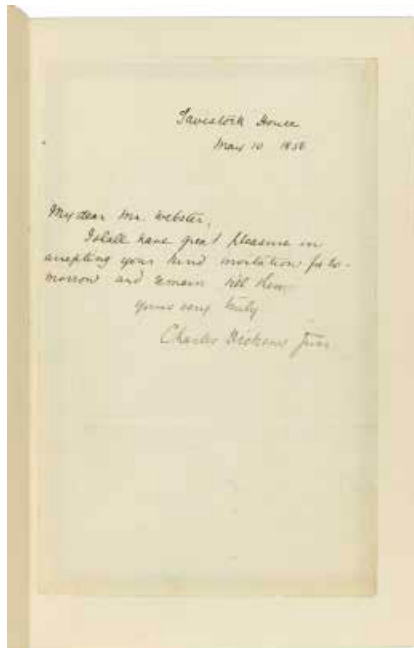 Tavistock House
May 10 1856
My dear Mr. Webster,
I shall have great pleasure in
accepting your kind invitation for to-
morrow and remain till then
yours very truly
Charles Dickens Junr